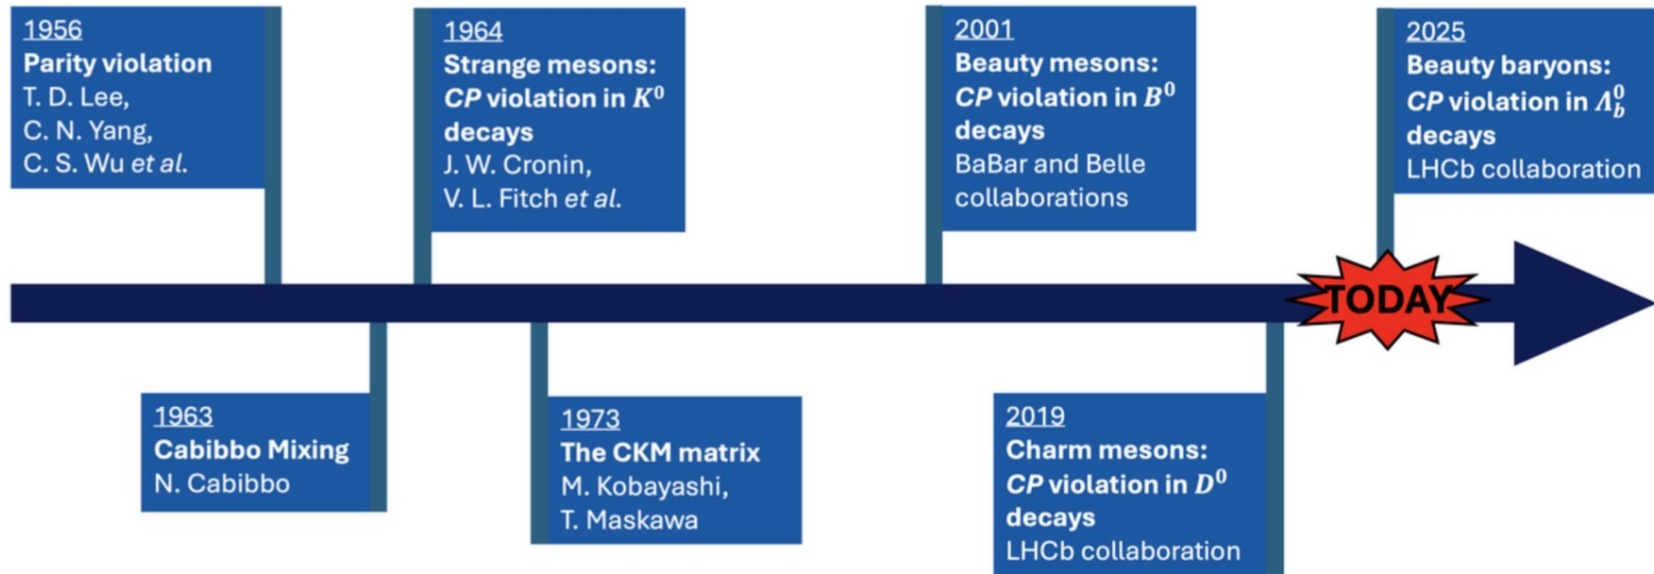 1956
Parity violation
T. D. Lee,
C. N. Yang,
C. S. Wu et al.
1964
Strange mesons:
CP violation in K⁰
decays
J. W. Cronin,
V. L. Fitch et al.
2001
Beauty mesons:
CP violation in B⁰
decays
BaBar and Belle
collaborations
2025
Beauty baryons:
CP violation in Λ_b⁰
decays
LHCb collaboration
TODAY
1963
Cabibbo Mixing
N. Cabibbo
1973
The CKM matrix
M. Kobayashi,
T. Maskawa
2019
Charm mesons:
CP violation in D⁰
decays
LHCb collaboration